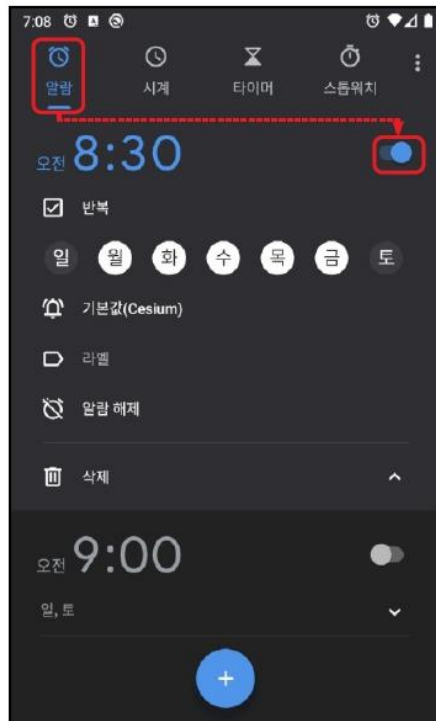 7:08
알람 시계 타이머 스톱워치
오전 8:30
반복
일 월 화 수 목 금 토
기본값(Cesium)
라벨
알람 해제
삭제
오전 9:00
일, 토